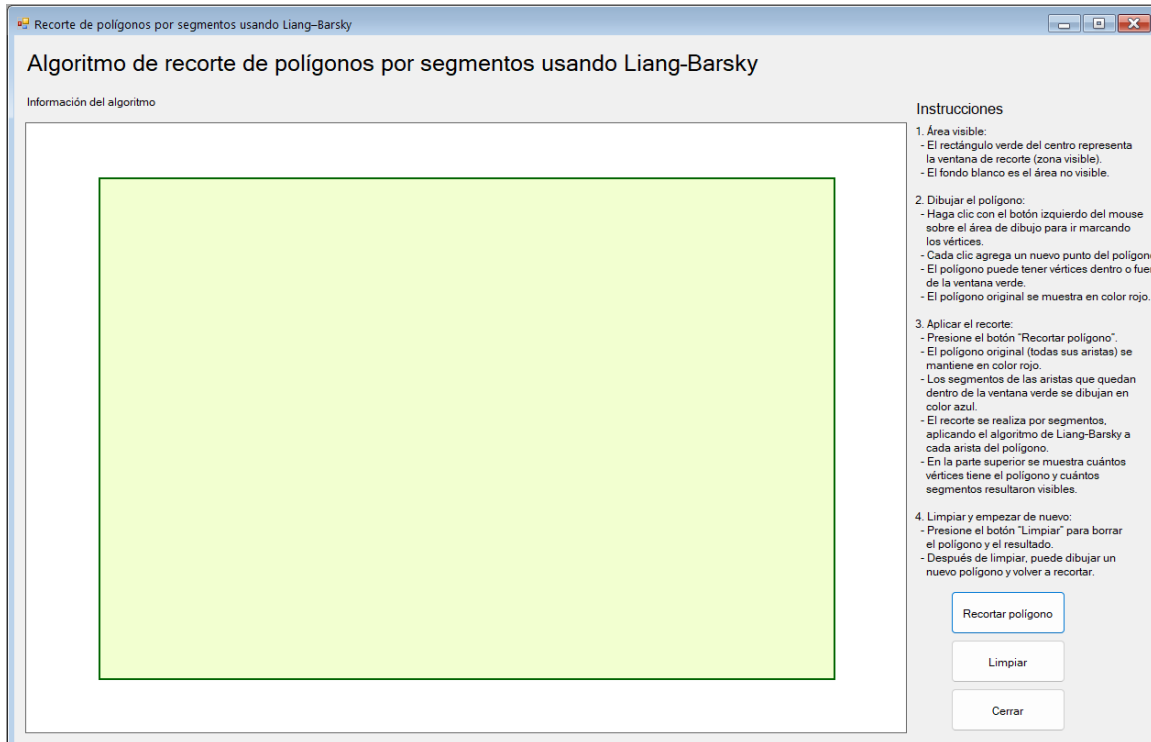 Recorte de polígonos por segmentos usando Liang–Barsky
Algoritmo de recorte de polígonos por segmentos usando Liang-Barsky
Información del algoritmo
Instrucciones
1. Área visible:
- El rectángulo verde del centro representa
la ventana de recorte (zona visible).
- El fondo blanco es el área no visible.
2. Dibujar el polígono:
- Haga clic con el botón izquierdo del mouse
sobre el área de dibujo para ir marcando
los vértices.
- Cada clic agrega un nuevo punto del polígono
- El polígono puede tener vértices dentro o fuer
de la ventana verde.
- El polígono original se muestra en color rojo.
3. Aplicar el recorte:
- Presione el botón "Recortar polígono".
- El polígono original (todas sus aristas) se
mantiene en color rojo.
- Los segmentos de las aristas que quedan
dentro de la ventana verde se dibujan en
color azul.
- El recorte se realiza por segmentos,
aplicando el algoritmo de Liang-Barsky a
cada arista del polígono.
- En la parte superior se muestra cuántos
vértices tiene el polígono y cuántos
segmentos resultaron visibles.
4. Limpiar y empezar de nuevo:
- Presione el botón "Limpiar" para borrar
el polígono y el resultado.
- Después de limpiar, puede dibujar un
nuevo polígono y volver a recortar.
Recortar polígono
Limpiar
Cerrar